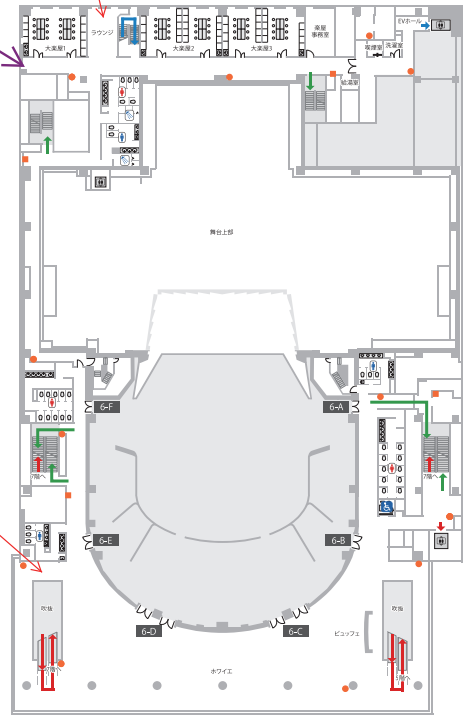 ラウンジ
楽屋
事務室
EVホール
大楽屋1
大楽屋2
大楽屋3
喫煙室
洗濯室
給湯室
舞台上部
6-F
6-A
7階へ
7階へ
6-E
6-B
吹抜
吹抜
6-D
6-C
ビュッフェ
ホワイエ
5階へ